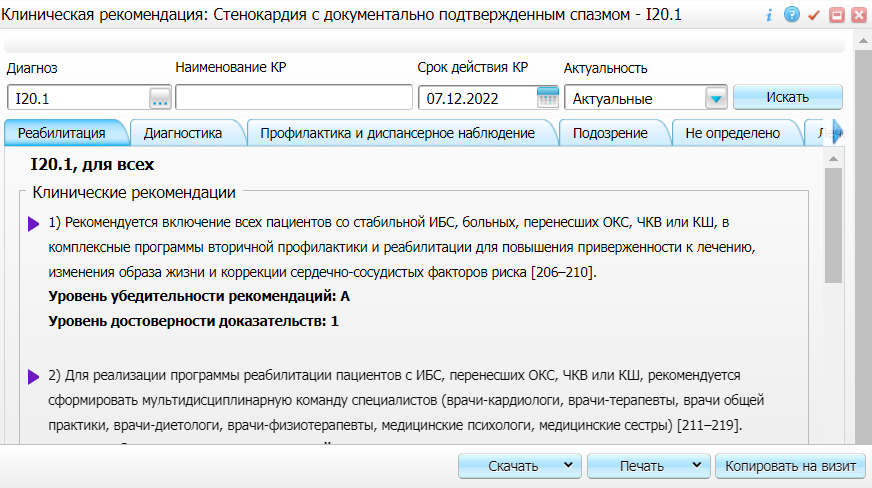 Клиническая рекомендация: Стенокардия с документально подтвержденным спазмом - I20.1
Диагноз
Наименование КР
Срок действия КР
Актуальность
I20.1
...
07.12.2022
Актуальные
Искать
Реабилитация
Диагностика
Профилактика и диспансерное наблюдение
Подозрение
Не определено
I20.1, для всех
Клинические рекомендации
1) Рекомендуется включение всех пациентов со стабильной ИБС, больных, перенесших ОКС, ЧКВ или КШ, в
комплексные программы вторичной профилактики и реабилитации для повышения приверженности к лечению,
изменения образа жизни и коррекции сердечно-сосудистых факторов риска [206–210].
Уровень убедительности рекомендаций: А
Уровень достоверности доказательств: 1
2) Для реализации программы реабилитации пациентов с ИБС, перенесших ОКС, ЧКВ или КШ, рекомендуется
сформировать мультидисциплинарную команду специалистов (врачи-кардиологи, врачи-терапевты, врачи общей
практики, врачи-диетологи, врачи-физиотерапевты, медицинские психологи, медицинские сестры) [211–219].
Скачать
Печать
Копировать на визит